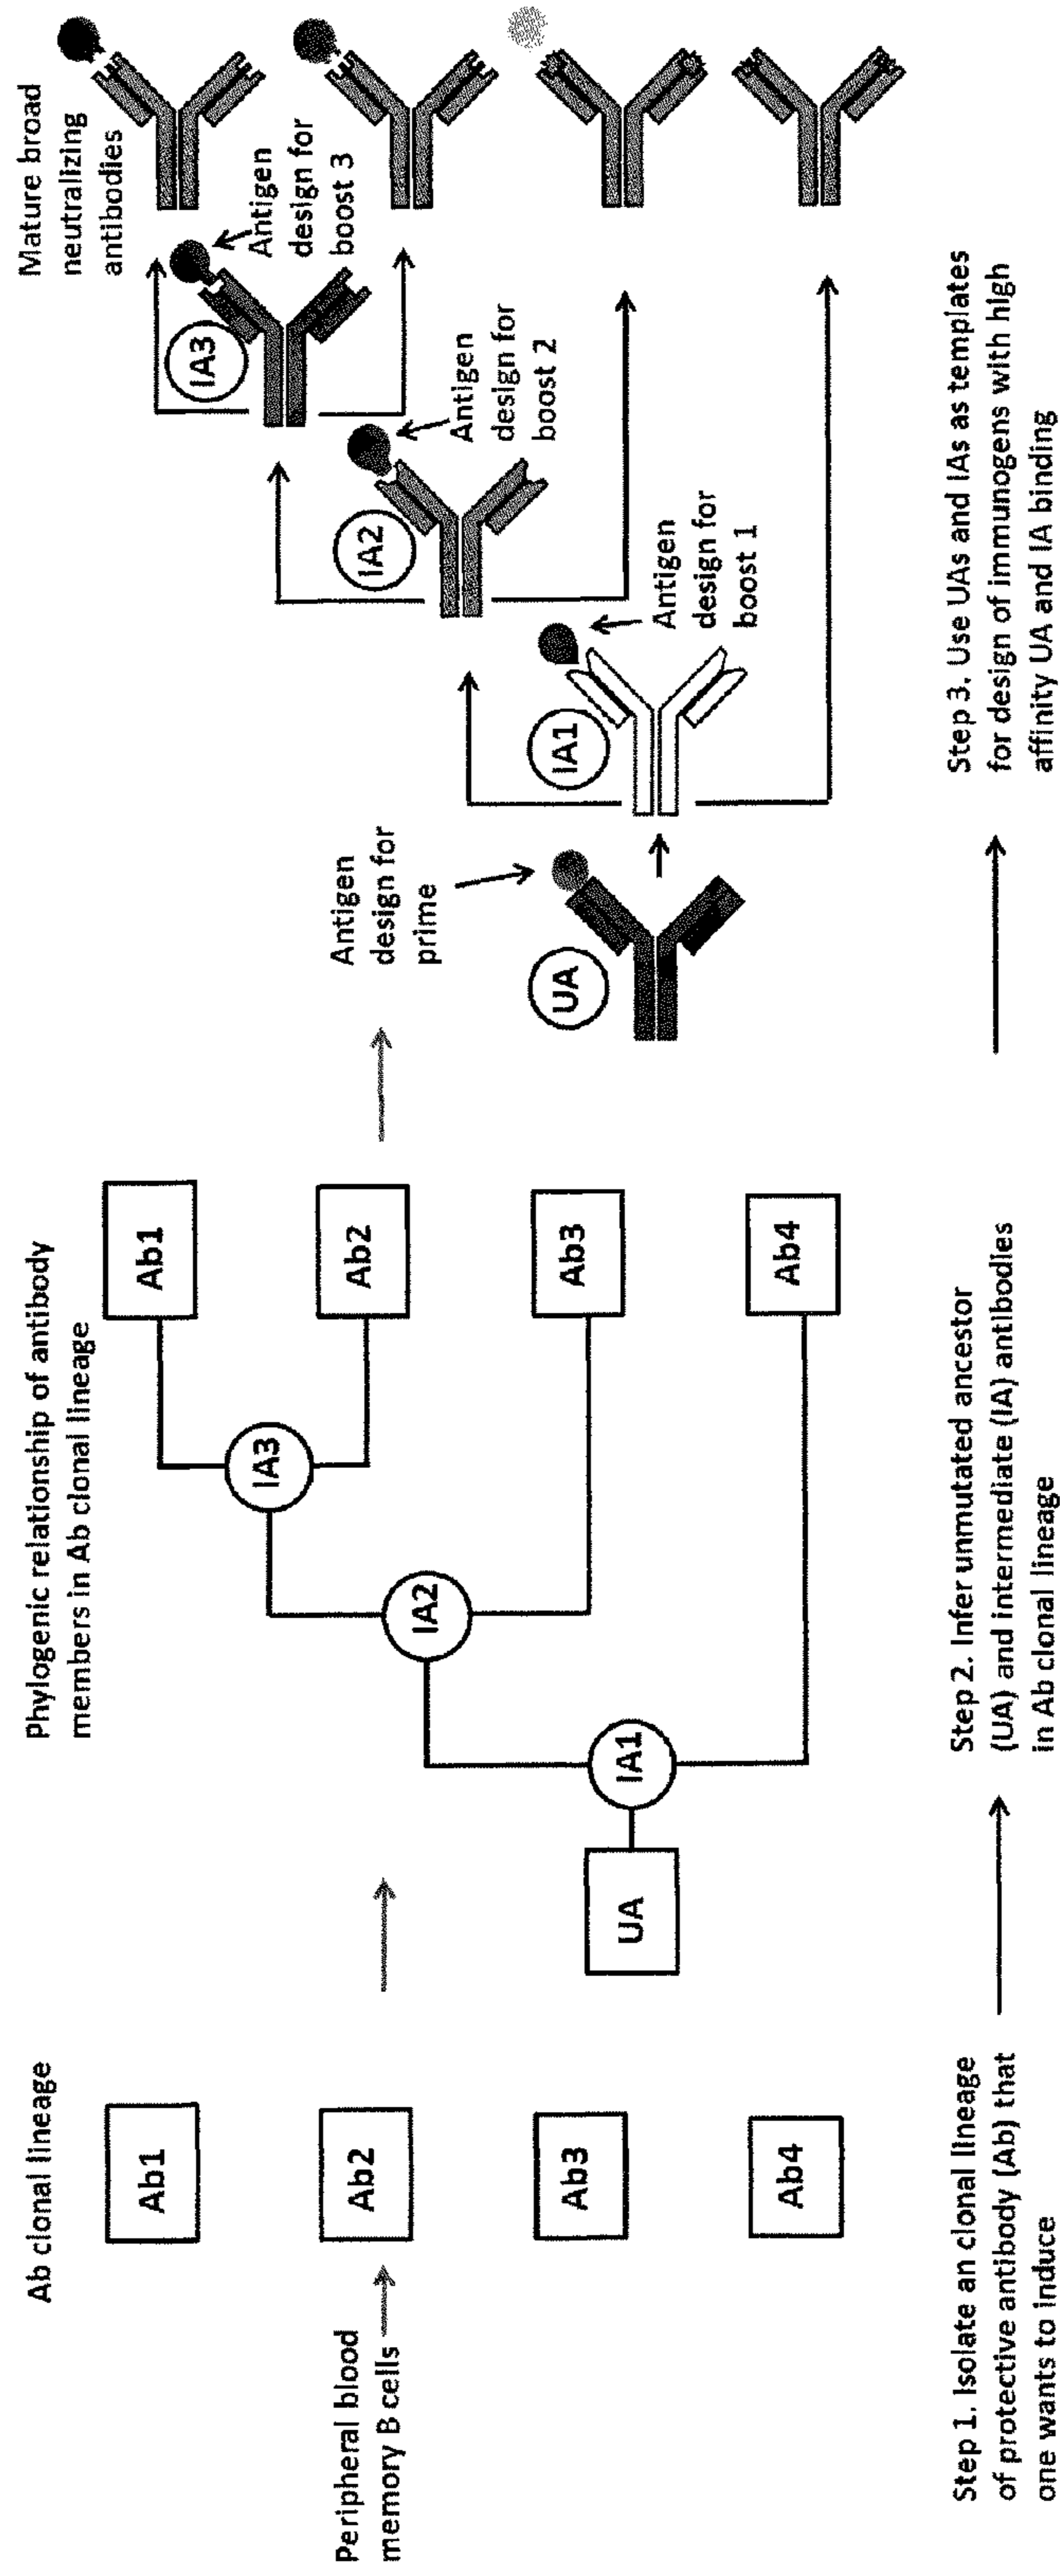 Ab clonal lineage
Ab1
Ab2
Ab3
Ab4
Peripheral blood
memory B cells
Step 1. Isolate an clonal lineage
of protective antibody (Ab) that
one wants to induce
Phylogenic relationship of antibody
members in Ab clonal lineage
UA
IA1
IA2
IA3
Ab1
Ab2
Ab3
Ab4
Step 2. Infer unmutated ancestor
(UA) and intermediate (IA) antibodies
in Ab clonal lineage
Antigen
design for
prime
UA
IA1
Antigen
design for
boost 1
IA2
Antigen
design for
boost 2
IA3
Antigen
design for
boost 3
Mature broad
neutralizing
antibodies
Step 3. Use UAs and IAs as templates
for design of immunogens with high
affinity UA and IA binding